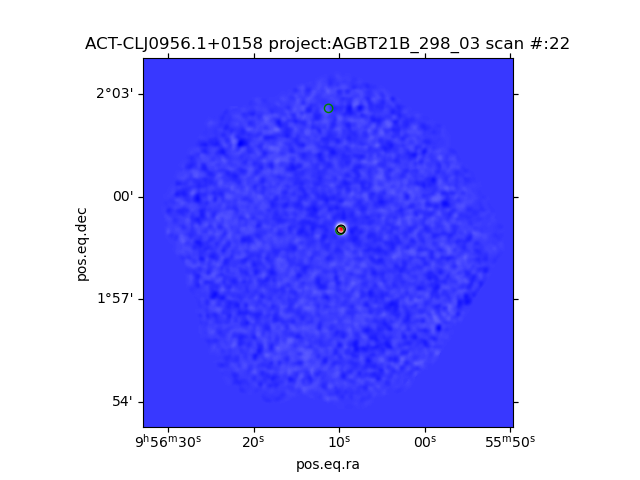 ACT-CLJ0956.1+0158 project:AGBT21B_298_03 scan #:22
2°03'
00'
1°57'
54'
pos.eq.dec
9ʰ56ᵐ30ˢ 20ˢ 10ˢ 00ˢ 55ᵐ50ˢ
pos.eq.ra